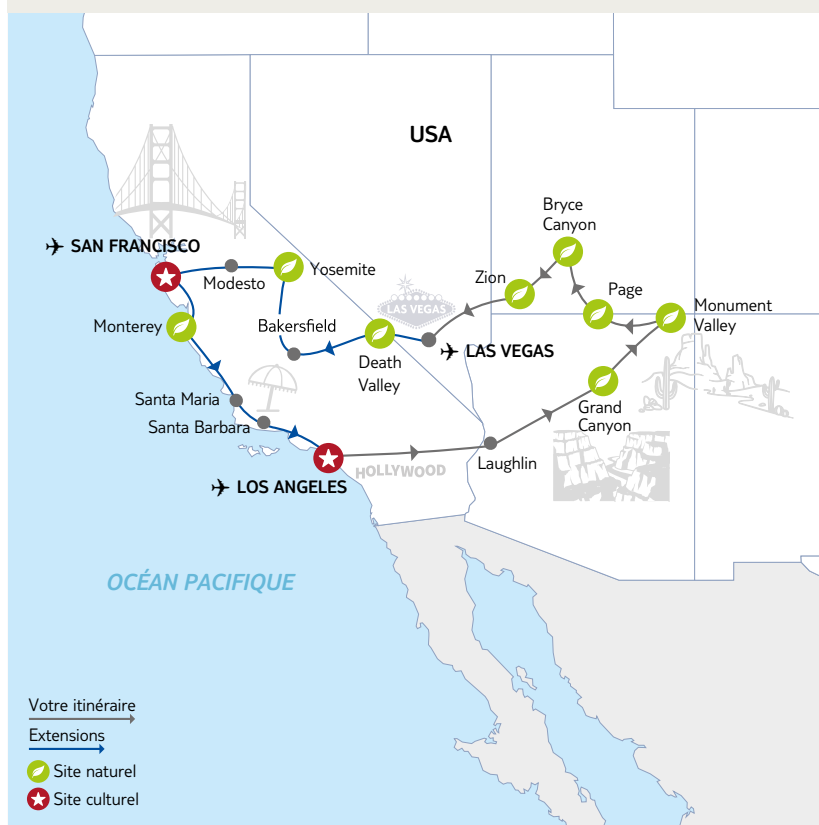 USA
Bryce
Canyon
SAN FRANCISCO
Yosemite
Modesto
Zion
Page
Monument
Valley
LAS VEGAS
Monterey
Bakersfield
LAS VEGAS
Death
Valley
Grand
Canyon
Santa Maria
Santa Barbara
Laughlin
HOLLYWOOD
LOS ANGELES
OCÉAN PACIFIQUE
Votre itinéraire
Extensions
Site naturel
Site culturel